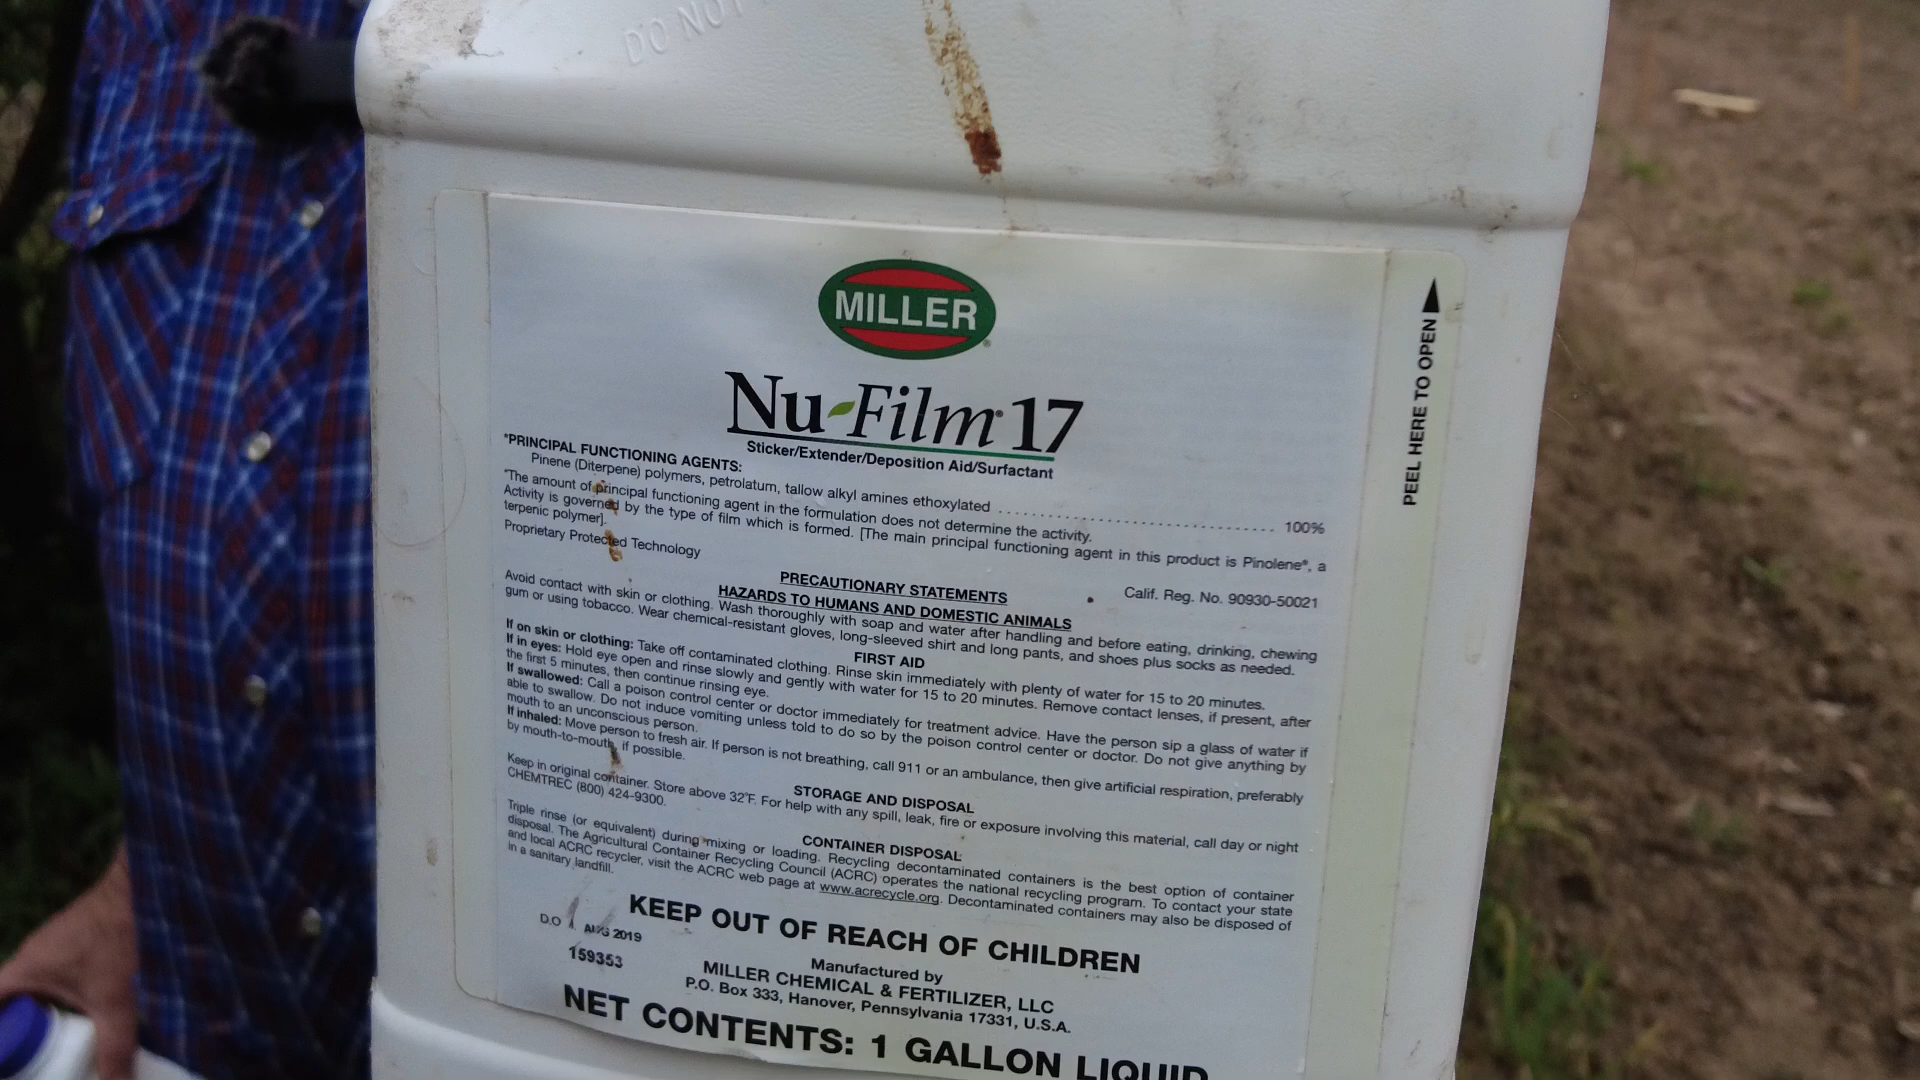 DO NOT
MILLER
Nu-Film® 17
Sticker/Extender/Deposition Aid/Surfactant
*PRINCIPAL FUNCTIONING AGENTS:
Pinene (Diterpene) polymers, petrolatum, tallow alkyl amines ethoxylated .......................... 100%
*The amount of principal functioning agent in the formulation does not determine the activity.
Activity is governed by the type of film which is formed. [The main principal functioning agent in this product is Pinolene®, a
terpenic polymer].
Proprietary Protected Technology
Calif. Reg. No. 90930-50021
PRECAUTIONARY STATEMENTS
HAZARDS TO HUMANS AND DOMESTIC ANIMALS
Avoid contact with skin or clothing. Wash thoroughly with soap and water after handling and before eating, drinking, chewing
gum or using tobacco. Wear chemical-resistant gloves, long-sleeved shirt and long pants, and shoes plus socks as needed.
FIRST AID
If on skin or clothing: Take off contaminated clothing. Rinse skin immediately with plenty of water for 15 to 20 minutes.
If in eyes: Hold eye open and rinse slowly and gently with water for 15 to 20 minutes. Remove contact lenses, if present, after
the first 5 minutes, then continue rinsing eye.
If swallowed: Call a poison control center or doctor immediately for treatment advice. Have the person sip a glass of water if
able to swallow. Do not induce vomiting unless told to do so by the poison control center or doctor. Do not give anything by
mouth to an unconscious person.
If inhaled: Move person to fresh air. If person is not breathing, call 911 or an ambulance, then give artificial respiration, preferably
by mouth-to-mouth, if possible.
STORAGE AND DISPOSAL
Keep in original container. Store above 32°F. For help with any spill, leak, fire or exposure involving this material, call day or night
CHEMTREC (800) 424-9300.
CONTAINER DISPOSAL
Triple rinse (or equivalent) during mixing or loading. Recycling decontaminated containers is the best option of container
disposal. The Agricultural Container Recycling Council (ACRC) operates the national recycling program. To contact your state
and local ACRC recycler, visit the ACRC web page at www.acrecycle.org. Decontaminated containers may also be disposed of
in a sanitary landfill.
KEEP OUT OF REACH OF CHILDREN
D.O 1 AUG 2019
159353
Manufactured by
MILLER CHEMICAL & FERTILIZER, LLC
P.O. Box 333, Hanover, Pennsylvania 17331, U.S.A.
NET CONTENTS: 1 GALLON LIQUID
PEEL HERE TO OPEN